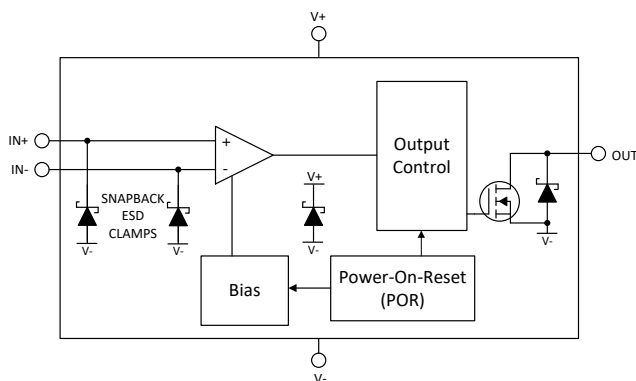 V+
IN+
IN-
+
-
Output
Control
OUT
V+
SNAPBACK
ESD
CLAMPS
V-
V-
V-
V-
Bias
Power-On-Reset
(POR)
V-